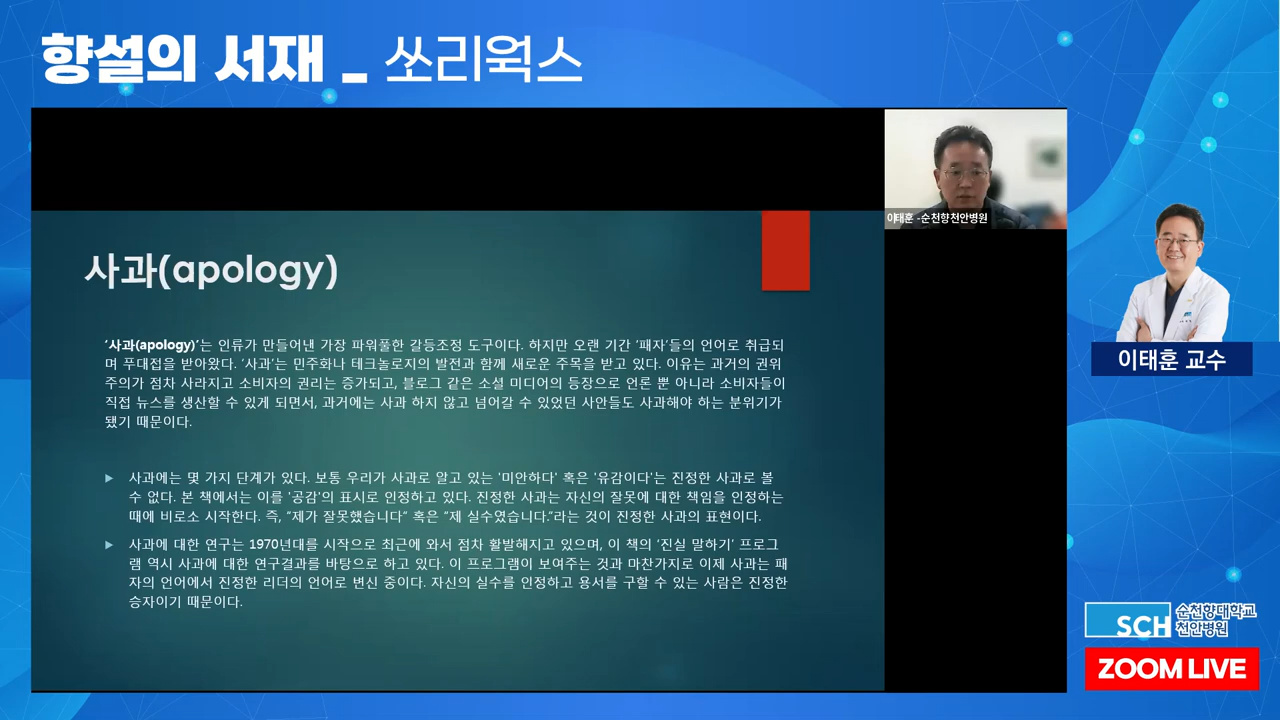 향설의 서재 _ 쏘리웍스
이태훈 -순천향천안병원
사과(apology)
‘사과(apology)’는 인류가 만들어낸 가장 파워풀한 갈등조정 도구이다. 하지만 오랜 기간 ‘패자’들의 언어로 취급되
며 푸대접을 받아왔다. ‘사과’는 민주화나 테크놀로지의 발전과 함께 새로운 주목을 받고 있다. 이유는 과거의 권위
주의가 점차 사라지고 소비자의 권리는 증가되고, 블로그 같은 소셜 미디어의 등장으로 언론 뿐 아니라 소비자들이
직접 뉴스를 생산할 수 있게 되면서, 과거에는 사과 하지 않고 넘어갈 수 있었던 사안들도 사과해야 하는 분위기가
됐기 때문이다.
사과에는 몇 가지 단계가 있다. 보통 우리가 사과로 알고 있는 '미안하다' 혹은 '유감이다'는 진정한 사과로 볼
수 없다. 본 책에서는 이를 '공감'의 표시로 인정하고 있다. 진정한 사과는 자신의 잘못에 대한 책임을 인정하는
때에 비로소 시작한다. 즉, “제가 잘못했습니다” 혹은 “제 실수였습니다.”라는 것이 진정한 사과의 표현이다.
사과에 대한 연구는 1970년대를 시작으로 최근에 와서 점차 활발해지고 있으며, 이 책의 ‘진실 말하기’ 프로그
램 역시 사과에 대한 연구결과를 바탕으로 하고 있다. 이 프로그램이 보여주는 것과 마찬가지로 이제 사과는 패
자의 언어에서 진정한 리더의 언어로 변신 중이다. 자신의 실수를 인정하고 용서를 구할 수 있는 사람은 진정한
승자이기 때문이다.
이태훈 교수
SCH 순천향대학교
천안병원
ZOOM LIVE